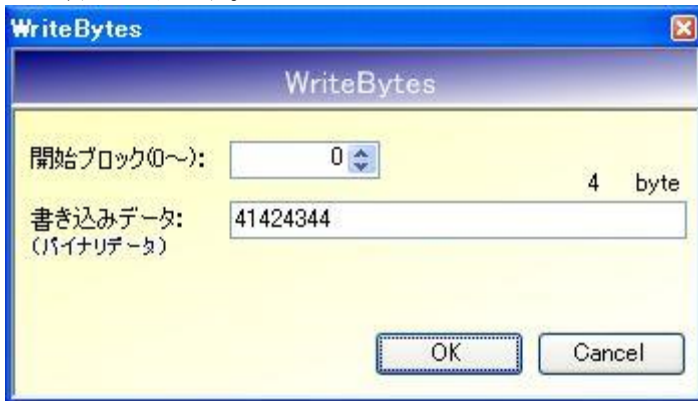 WriteBytes
WriteBytes
開始ブロック(0～):
0
4 byte
書き込みデータ:
41424344
(バイナリデータ)
OK
Cancel